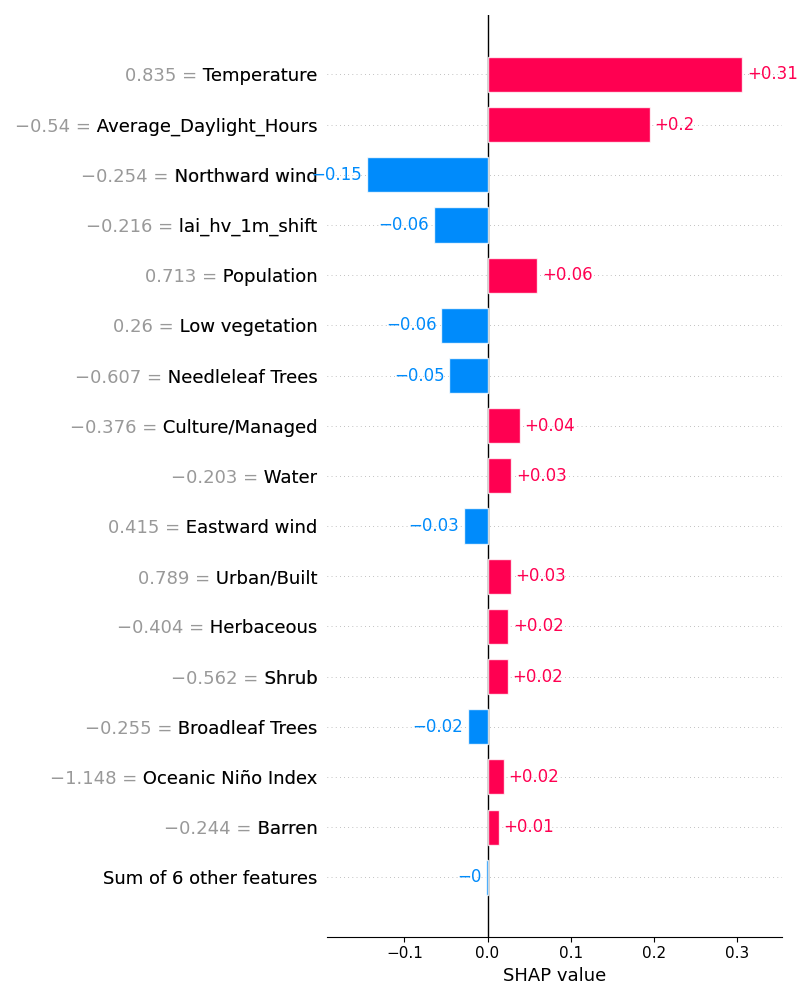 0.835 = Temperature +0.31
−0.54 = Average_Daylight_Hours +0.2
−0.254 = Northward wind −0.15
−0.216 = lai_hv_1m_shift −0.06
0.713 = Population +0.06
0.26 = Low vegetation −0.06
−0.607 = Needleleaf Trees −0.05
−0.376 = Culture/Managed +0.04
−0.203 = Water +0.03
0.415 = Eastward wind −0.03
0.789 = Urban/Built +0.03
−0.404 = Herbaceous +0.02
−0.562 = Shrub +0.02
−0.255 = Broadleaf Trees −0.02
−1.148 = Oceanic Niño Index +0.02
−0.244 = Barren +0.01
Sum of 6 other features −0
−0.1 0.0 0.1 0.2 0.3
SHAP value